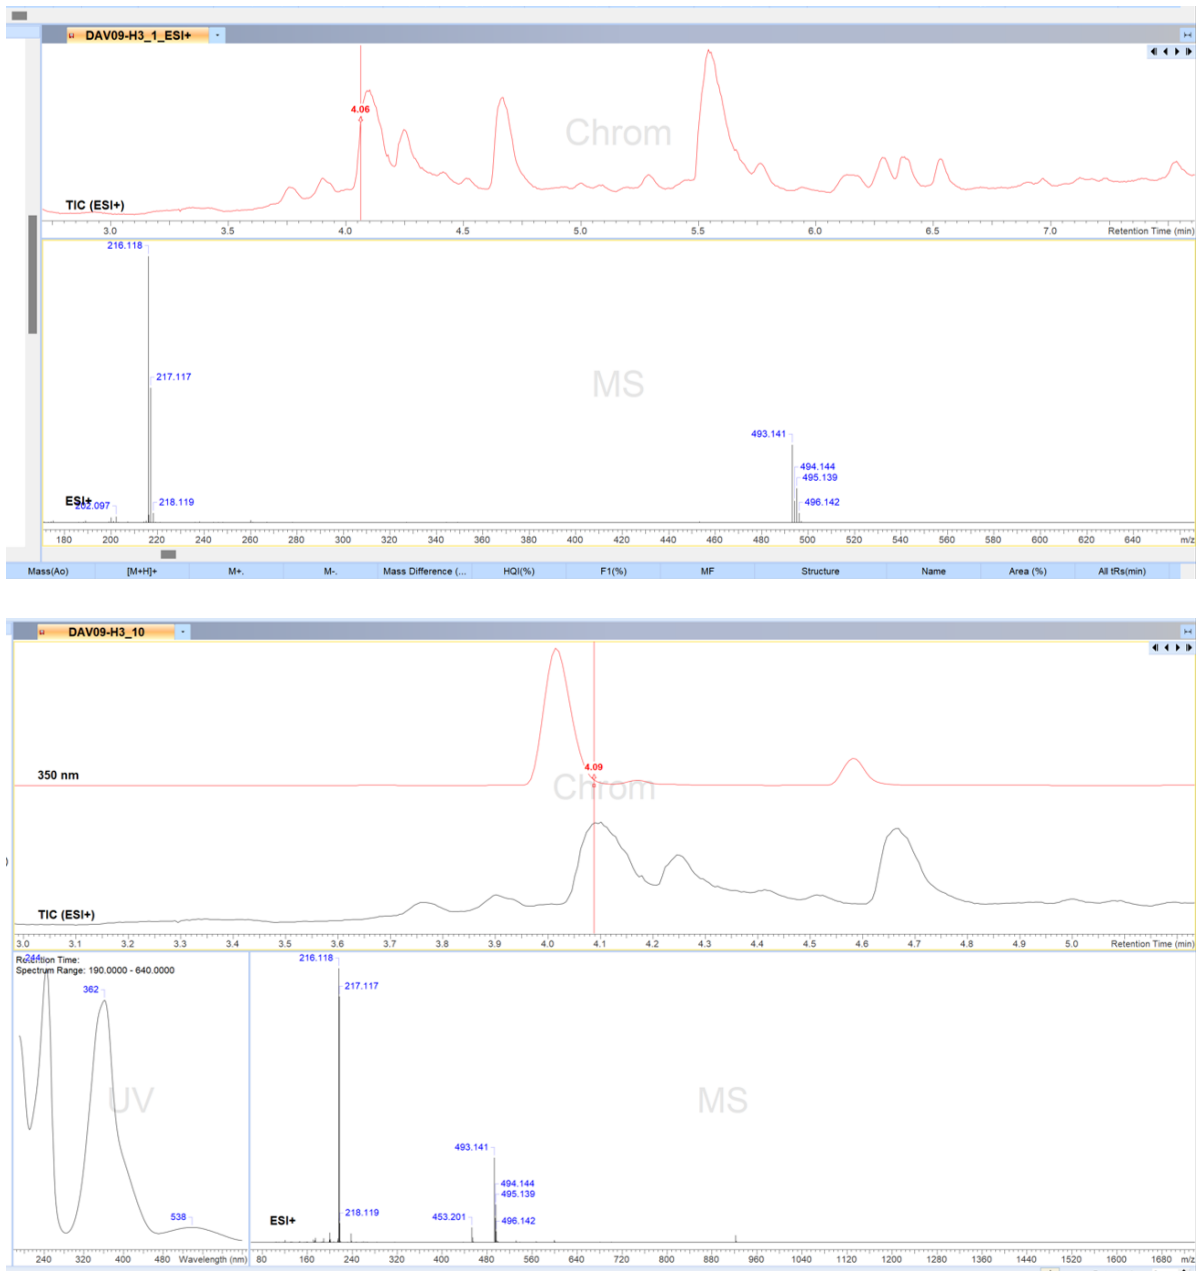 DAV09-H3_1_ESI+
4.06
Chrom
TIC (ESI+)
3.0 3.5 4.0 4.5 5.0 5.5 6.0 6.5 7.0 Retention Time (min)
216.118
217.117
MS
493.141
494.144
495.139
ESI+
202.097
218.119
496.142
180 200 220 240 260 280 300 320 340 360 380 400 420 440 460 480 500 520 540 560 580 600 620 640 m/z
Mass(Ao) [M+H]+ M+. M-. Mass Difference (... HQI(%) F1(%) MF Structure Name Area (%) All tRs(min)
DAV09-H3_10
350 nm
4.09
Chrom
TIC (ESI+)
3.0 3.1 3.2 3.3 3.4 3.5 3.6 3.7 3.8 3.9 4.0 4.1 4.2 4.3 4.4 4.5 4.6 4.7 4.8 4.9 5.0 Retention Time (min)
Retention Time:
244
Spectrum Range: 190.0000 - 640.0000
362
UV
538
240 320 400 480 Wavelength (nm)
216.118
217.117
MS
493.141
494.144
495.139
218.119
453.201
496.142
ESI+
80 160 240 320 400 480 560 640 720 800 880 960 1040 1120 1200 1280 1360 1440 1520 1600 1680 m/z